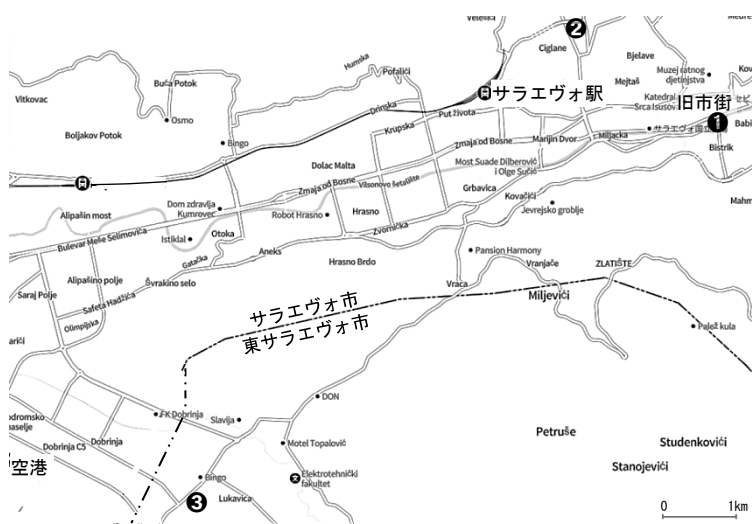 Velešići
2
Ciglane
Humska
Bjelave
Pofalići
Muzej ratnog
djetinjstva
Buća Potok
Mejtaš
Vitkovac
サラエヴォ駅
Katedrala
Srca Isusova
旧市街
Drinska
Put života
Osmo
Krupska
1
Boljakov Potok
Bingo
Zmaja od Bosne
Marijin Dvor
Miljacka
Bistrik
Dolac Malta
Most Suade Dilberović
i Olge Sučić
Zmaja od Bosne
Vilsonovo šetalište
Grbavica
Kovačići
Dom zdravlja
Kumrovec
Alipašin most
Robot Hrasno
Hrasno
Jevrejsko groblje
Zvornička
Istiklal
Otoka
Bulevar Meše Selimovića
Aneks
Pansion Harmony
Gatačka
Hrasno Brdo
Vranjače
ZLATIŠTE
Alipašino polje
Švrakino selo
Vraca
Saraj Polje
Safeta Hadžića
Miljevići
サラエヴォ市
Olimpijska
東サラエヴォ市
Palež kula
DON
FK Dobrinja
Slavija
Dobrinja C5
Dobrinja
Motel Topalović
Petruše
Studenkovići
空港
Bingo
Elektrotehnički
fakultet
Stanojevići
3
Lukavica
0 1km